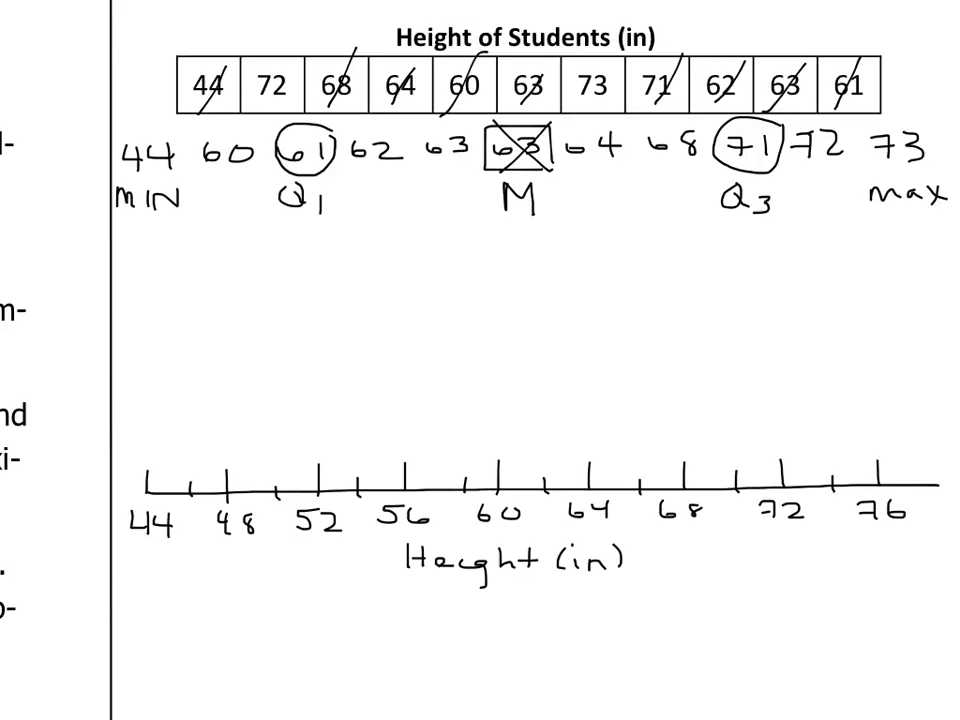 Height of Students (in)
44 72 68 64 60 63 73 71 62 63 61
44 60 61 62 63 63 64 68 71 72 73
MIN Q1 M Q3 max
m-
nd
xi-
44 48 52 56 60 64 68 72 76
Height (in)